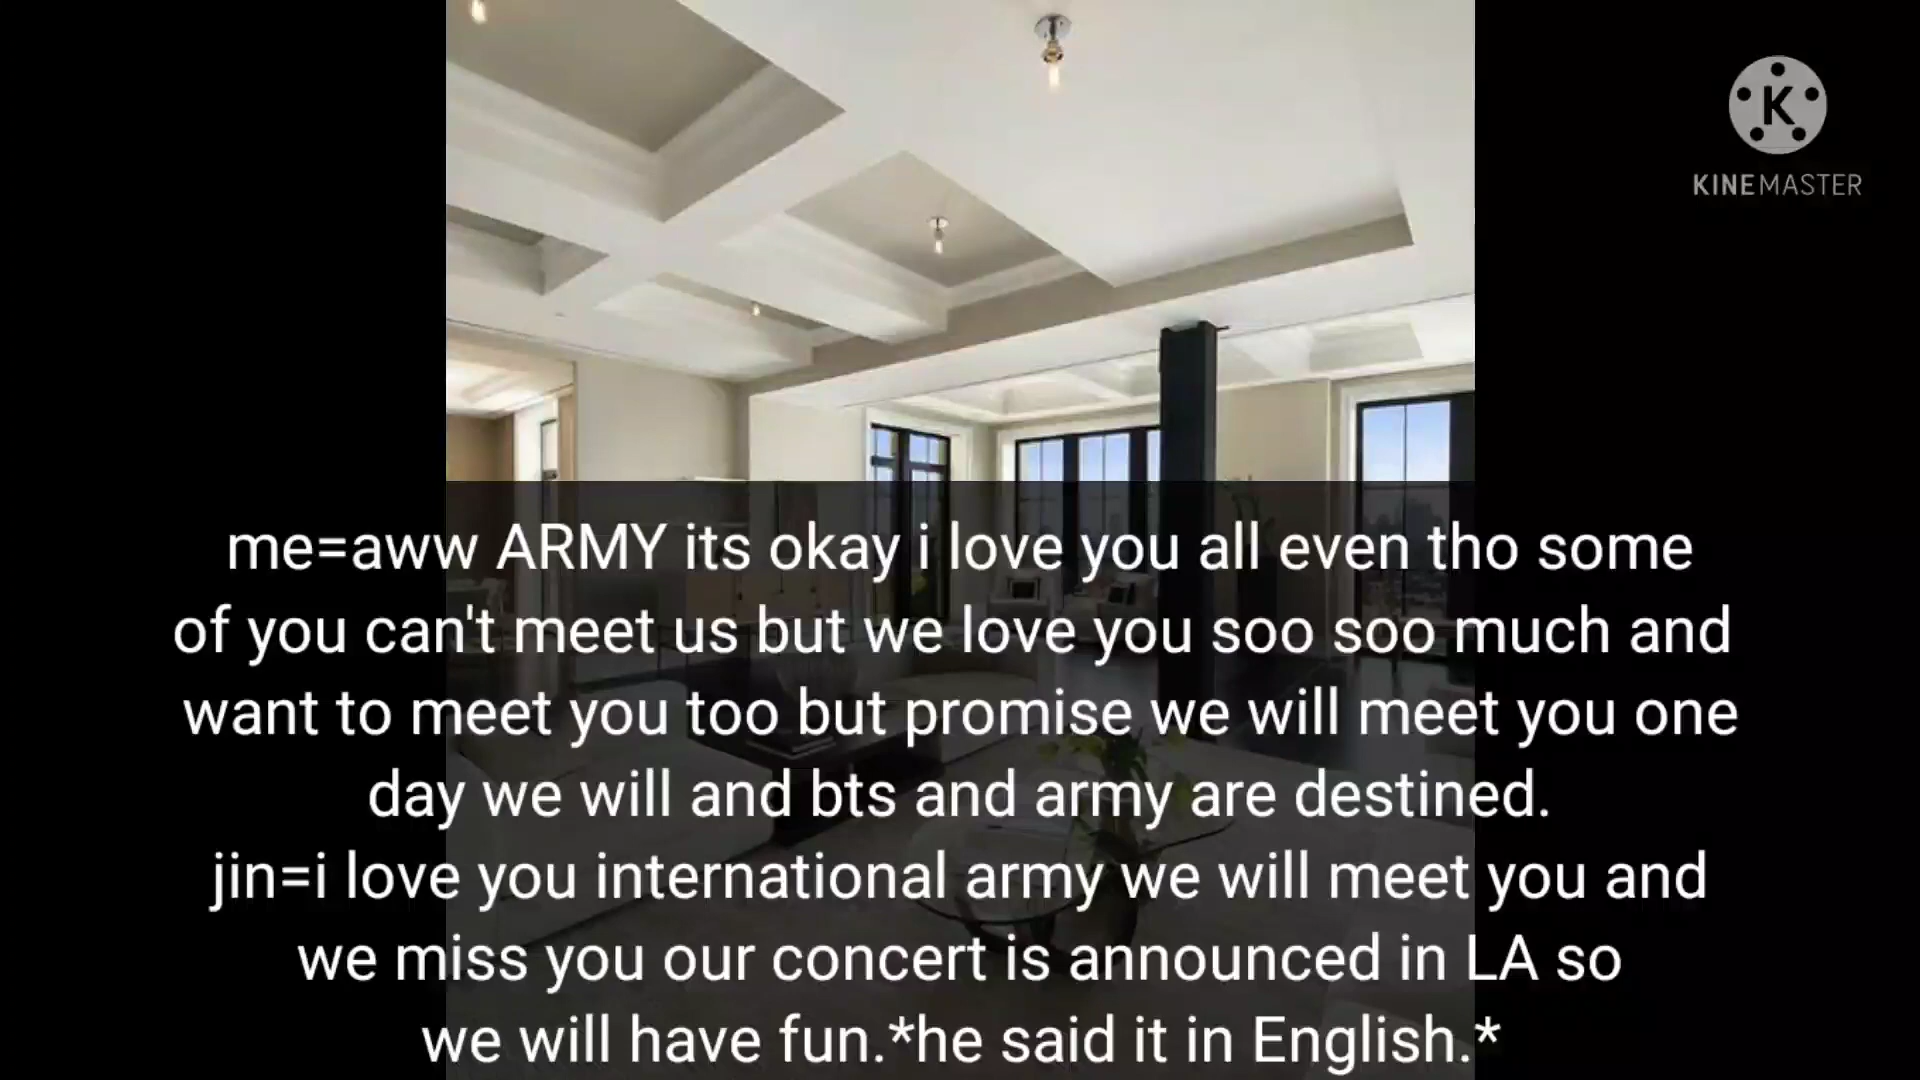 K
KINEMASTER
me=aww ARMY its okay i love you all even tho some
of you can't meet us but we love you soo soo much and
want to meet you too but promise we will meet you one
day we will and bts and army are destined.
jin=i love you international army we will meet you and
we miss you our concert is announced in LA so
we will have fun.*he said it in English.*